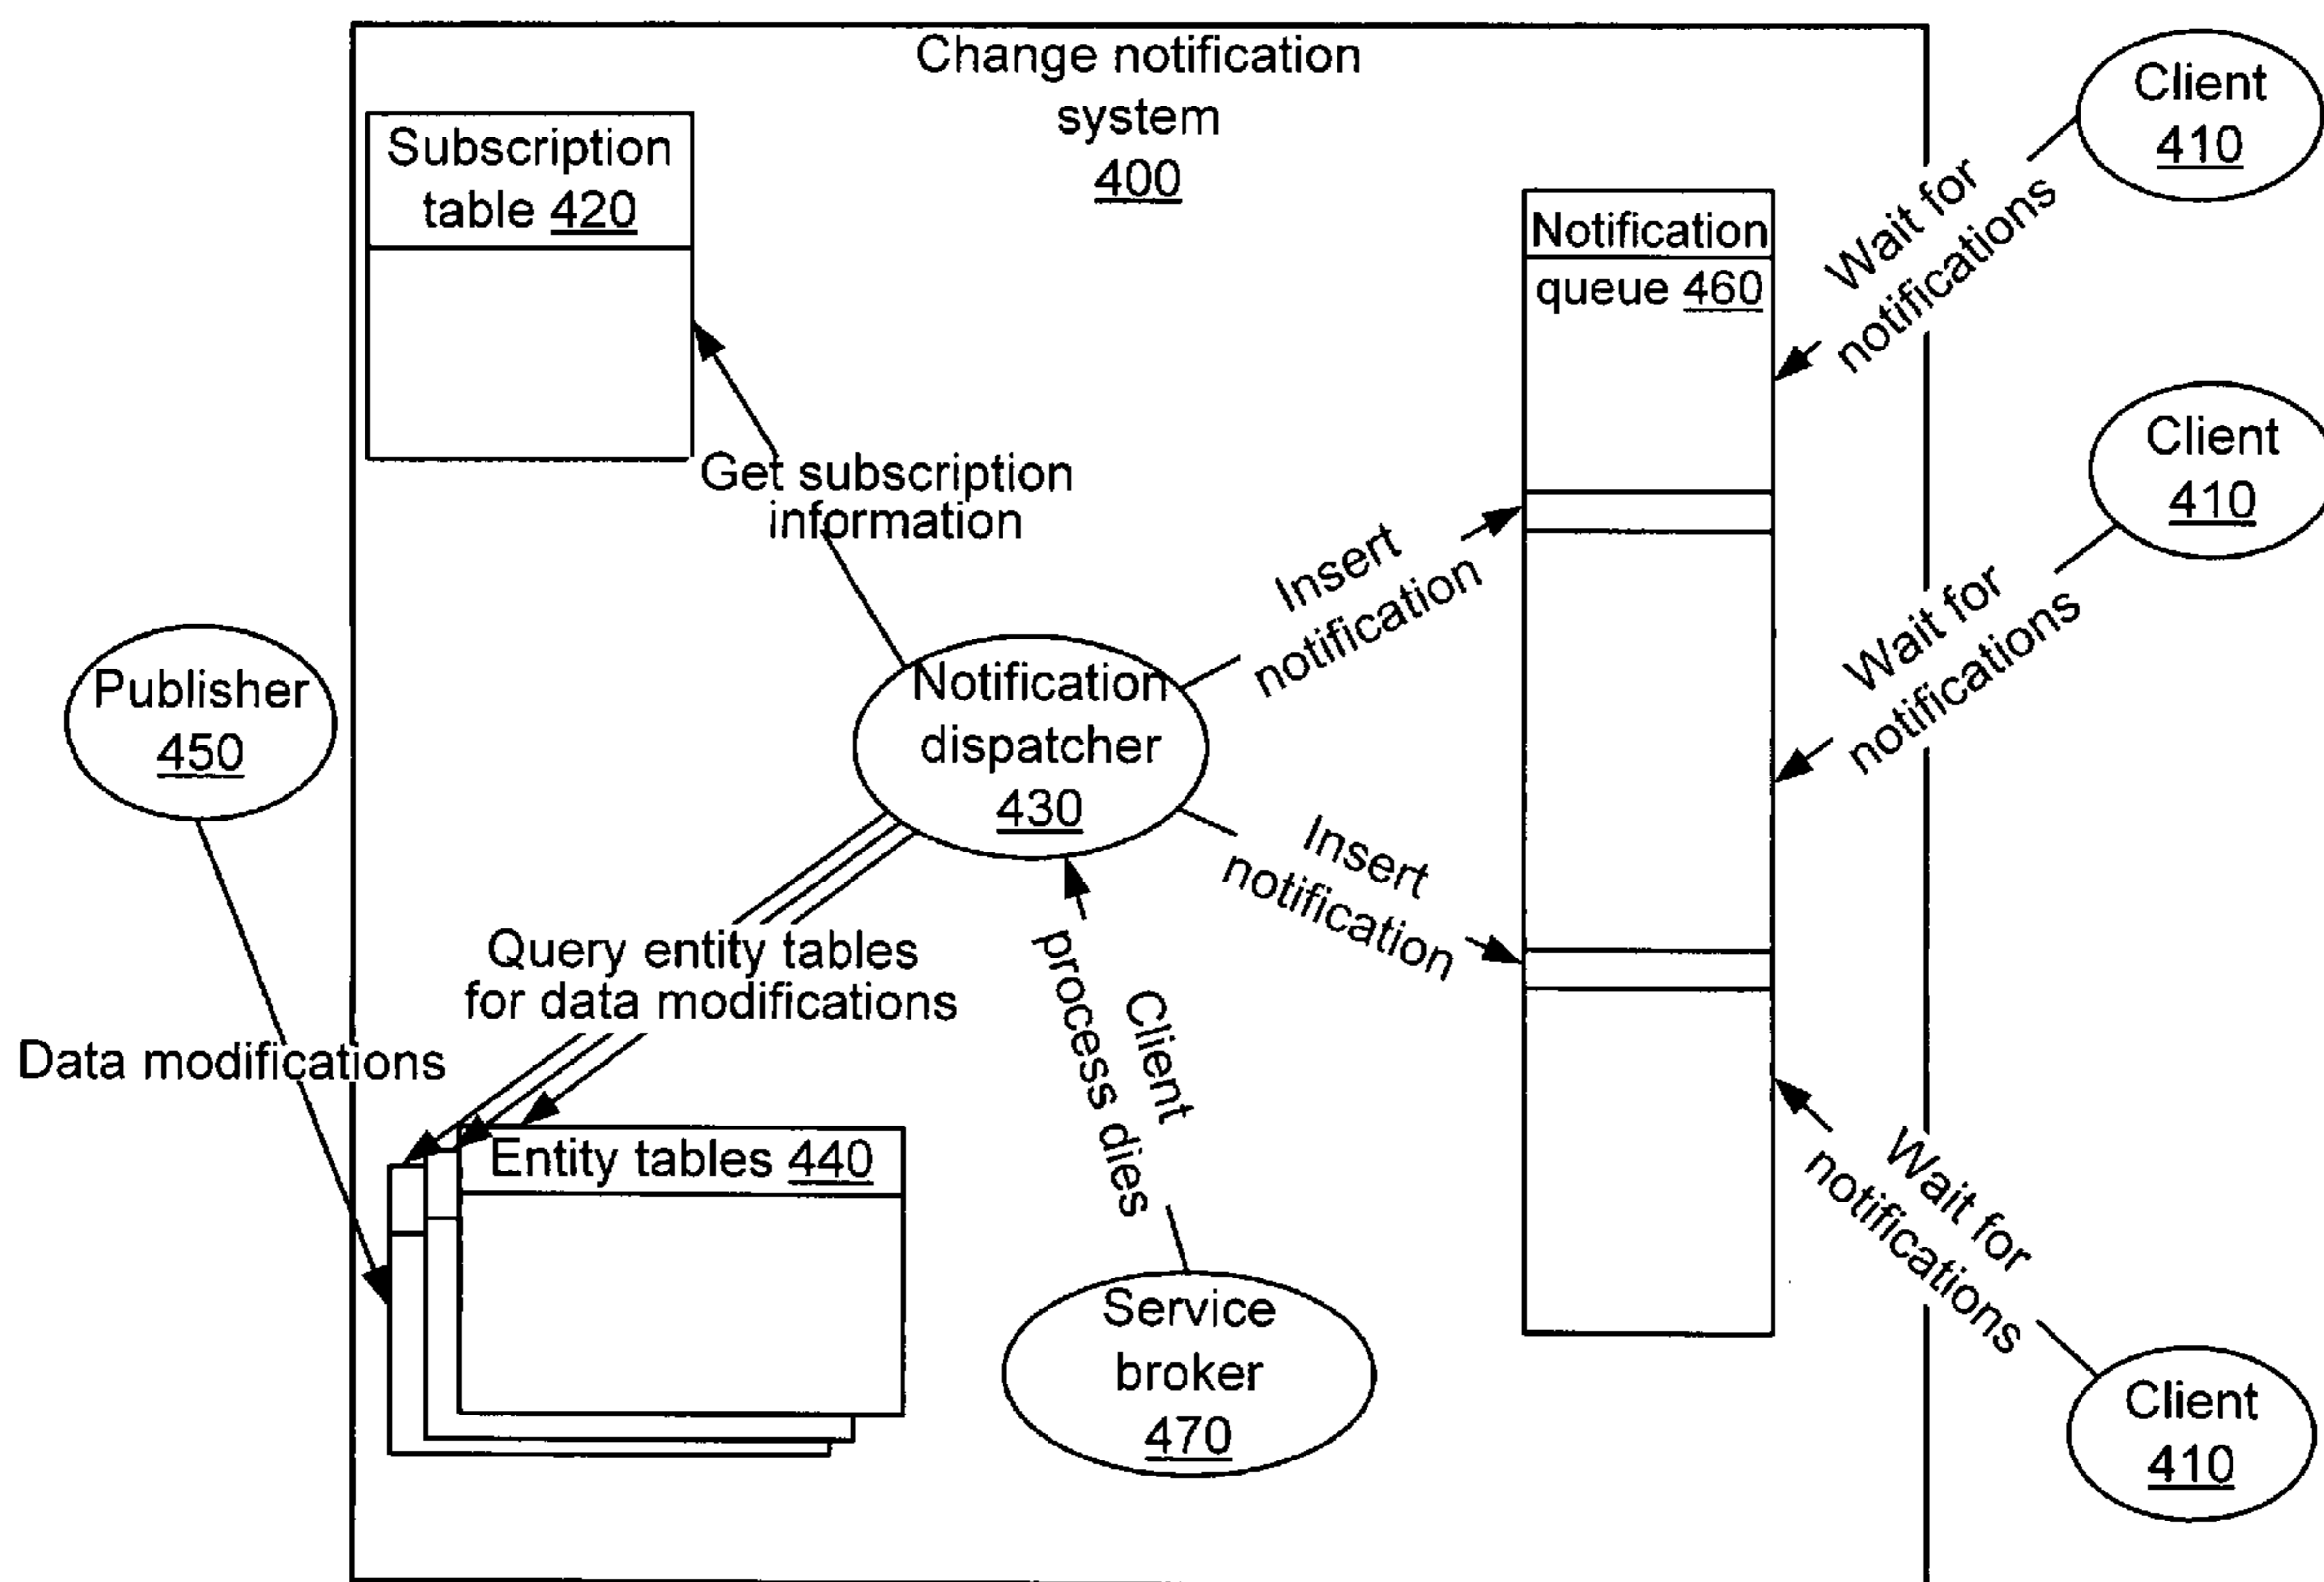 Change notification
system
400
Subscription
table 420
Notification
queue 460
Client
410
Wait for
notifications
Client
410
Wait for
notifications
Get subscription
information
Insert
notification
Publisher
450
Notification
dispatcher
430
Insert
notification
Query entity tables
for data modifications
Data modifications
Client
process dies
Entity tables 440
Service
broker
470
Wait for
notifications
Client
410